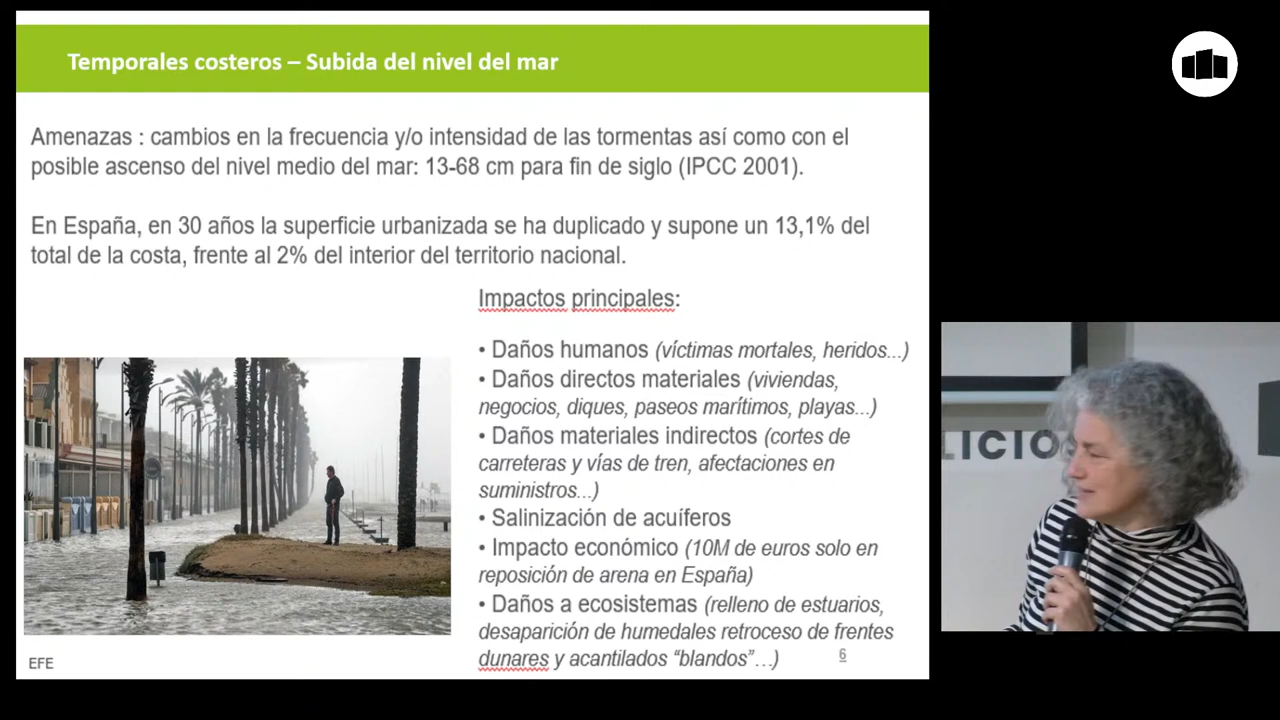 Temporales costeros – Subida del nivel del mar
Amenazas : cambios en la frecuencia y/o intensidad de las tormentas así como con el
posible ascenso del nivel medio del mar: 13-68 cm para fin de siglo (IPCC 2001).
En España, en 30 años la superficie urbanizada se ha duplicado y supone un 13,1% del
total de la costa, frente al 2% del interior del territorio nacional.
Impactos principales:
• Daños humanos (víctimas mortales, heridos...)
• Daños directos materiales (viviendas,
negocios, diques, paseos marítimos, playas...)
• Daños materiales indirectos (cortes de
carreteras y vías de tren, afectaciones en
suministros...)
• Salinización de acuíferos
• Impacto económico (10M de euros solo en
reposición de arena en España)
• Daños a ecosistemas (relleno de estuarios,
desaparición de humedales retroceso de frentes
dunares y acantilados “blandos”…)
EFE
6
LICIO